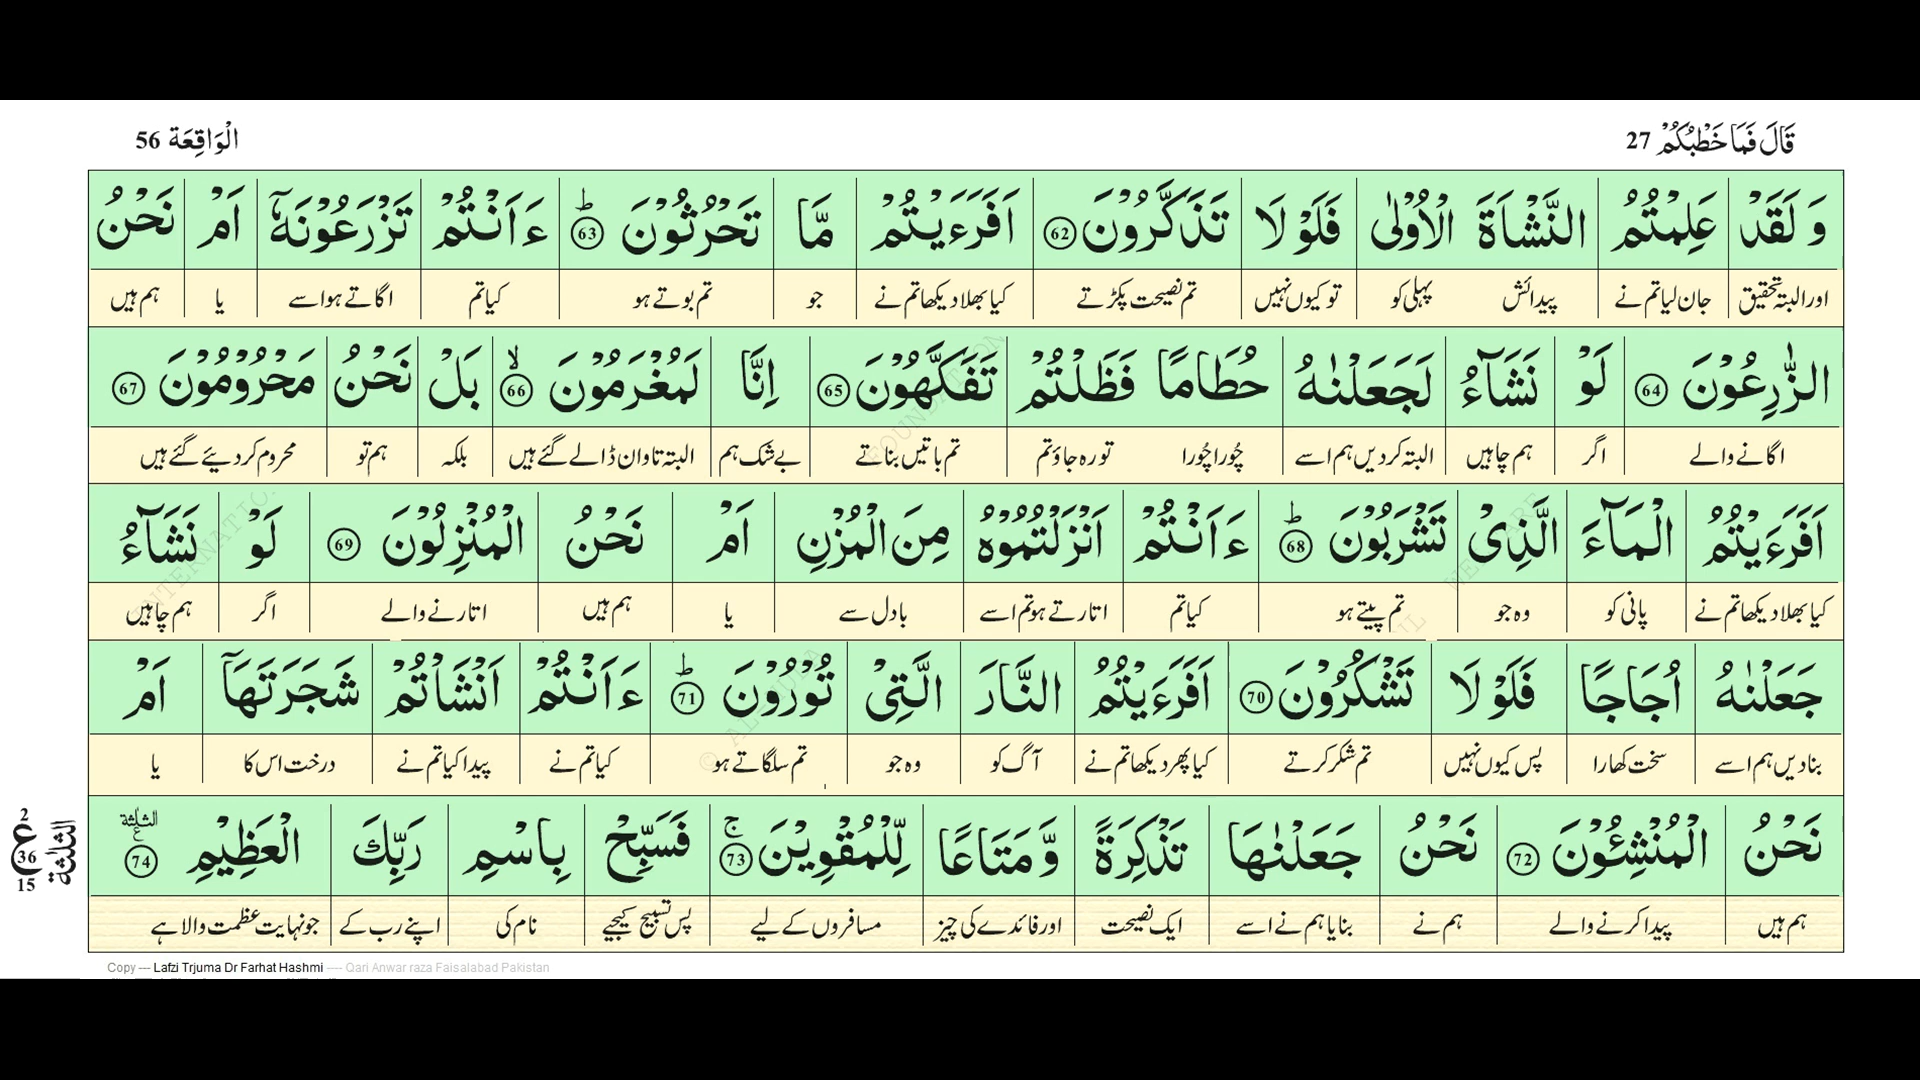 قَالَ فَمَا خَطْبُكُمْ 27
الْوَاقِعَة 56
وَ لَقَدْ عَلِمْتُمُ النَّشْاَةَ الْاُوْلٰى فَلَوْ لَا تَذَكَّرُوْنَ 62 اَفَرَءَيْتُمْ مَّا تَحْرُثُوْنَ ؕ 63 ءَاَنْتُمْ تَزْرَعُوْنَهٗۤ اَمْ نَحْنُ
اور البتہ تحقیق جان لیا تم نے پیدائش پہلی کو تو کیوں نہیں تم نصیحت پکڑتے کیا بھلا دیکھا تم نے جو تم بوتے ہو کیا تم اگاتے ہو اسے یا ہم ہیں
الزّٰرِعُوْنَ 64 لَوْ نَشَآءُ لَجَعَلْنٰهُ حُطَامًا فَظَلْتُمْ تَفَكَّهُوْنَ 65 اِنَّا لَمُغْرَمُوْنَ ۙ 66 بَلْ نَحْنُ مَحْرُوْمُوْنَ 67
اگانے والے اگر ہم چاہیں البتہ کر دیں ہم اسے چُورا چُورا تو رہ جاؤ تم تم باتیں بناتے بے شک ہم البتہ تاوان ڈالے گئے ہیں بلکہ ہم تو محروم کر دیئے گئے ہیں
اَفَرَءَيْتُمُ الْمَآءَ الَّذِيْ تَشْرَبُوْنَ ؕ 68 ءَاَنْتُمْ اَنْزَلْتُمُوْهُ مِنَ الْمُزْنِ اَمْ نَحْنُ الْمُنْزِلُوْنَ 69 لَوْ نَشَآءُ
کیا بھلا دیکھا تم نے پانی کو وہ جو تم پیتے ہو کیا تم اتارتے ہو تم اسے بادل سے یا ہم ہیں اتارنے والے اگر ہم چاہیں
جَعَلْنٰهُ اُجَاجًا فَلَوْ لَا تَشْكُرُوْنَ 70 اَفَرَءَيْتُمُ النَّارَ الَّتِيْ تُوْرُوْنَ ؕ 71 ءَاَنْتُمْ اَنْشَاْتُمْ شَجَرَتَهَاۤ اَمْ
بنا دیں ہم اسے سخت کھارا پس کیوں نہیں تم شکر کرتے کیا پھر دیکھا تم نے آگ کو وہ جو تم سلگاتے ہو کیا تم نے پیدا کیا تم نے درخت اس کا یا
نَحْنُ الْمُنْشِئُوْنَ 72 نَحْنُ جَعَلْنٰهَا تَذْكِرَةً وَّ مَتَاعًا لِّلْمُقْوِيْنَ ۚ 73 فَسَبِّحْ بِاسْمِ رَبِّكَ الْعَظِيْمِ الثلثة ع 74
ہم ہیں پیدا کرنے والے ہم نے بنایا ہم نے اسے ایک نصیحت اور فائدے کی چیز مسافروں کے لیے پس تسبیح کیجیے نام کی اپنے رب کے جو نہایت عظمت والا ہے
2
ع 36
15
الثلثة
Copy --- Lafzi Trjuma Dr Farhat Hashmi ---- Qari Anwar raza Faisalabad Pakistan